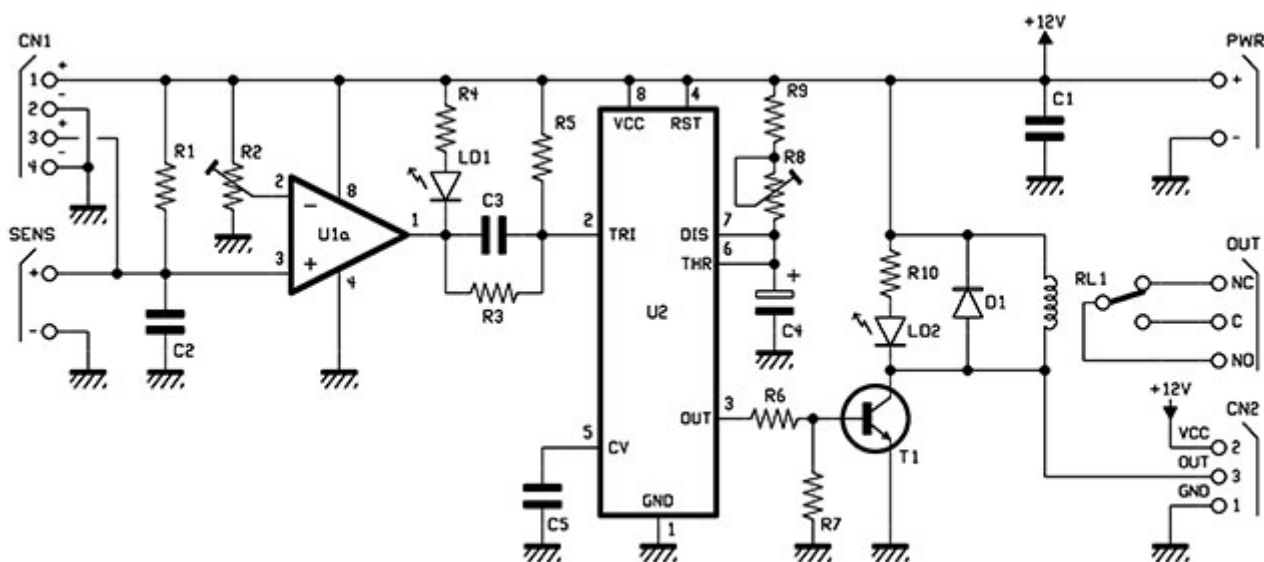 +12V
CN1
PWR
+
1
-
2
+
3
-
4
R1
R2
R4
LD1
R5
8
4
VCC
RST
R9
R8
C1
+
-
2
-
8
U1a
1
3
+
4
C3
R3
2
TRI
DIS
7
THR
6
U2
+
C4
SENS
+
-
C2
R10
LD2
D1
RL1
OUT
NC
C
NO
5
CV
OUT
3
R6
T1
R7
C5
GND
1
+12V
CN2
VCC
2
OUT
3
GND
1